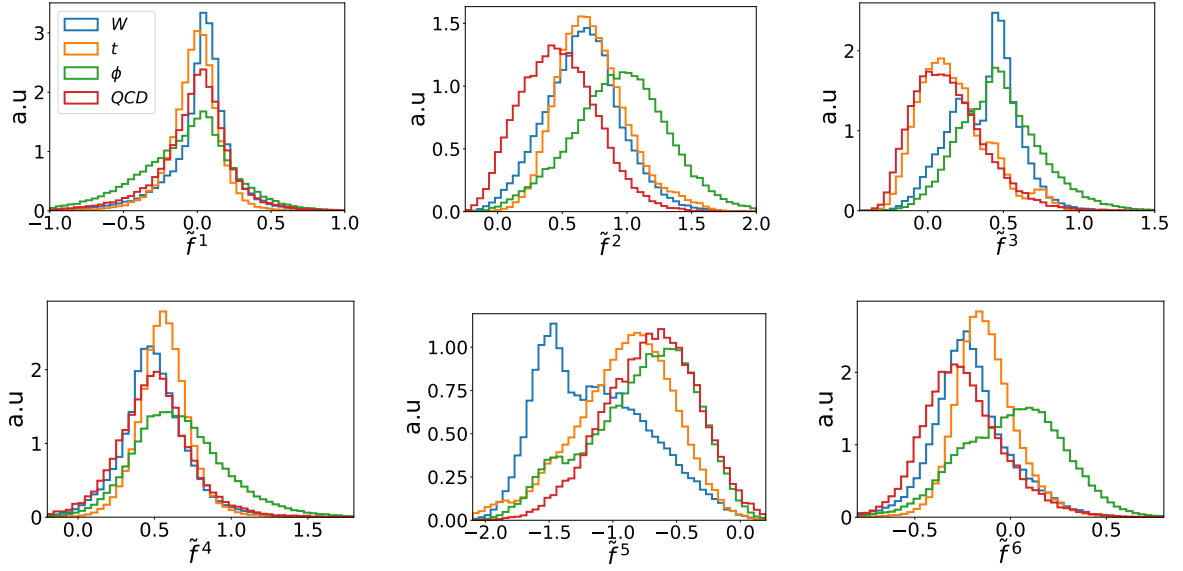 W
t
ϕ
QCD
a.u
3
2
1
0
−1.0 −0.5 0.0 0.5 1.0
f̃¹
a.u
1.5
1.0
0.5
0.0
0.0 0.5 1.0 1.5 2.0
f̃²
a.u
2
1
0
0.0 0.5 1.0 1.5
f̃³
a.u
2
1
0
0.0 0.5 1.0 1.5
f̃⁴
a.u
1.00
0.75
0.50
0.25
0.00
−2.0 −1.5 −1.0 −0.5 0.0
f̃⁵
a.u
2
1
0
−0.5 0.0 0.5
f̃⁶